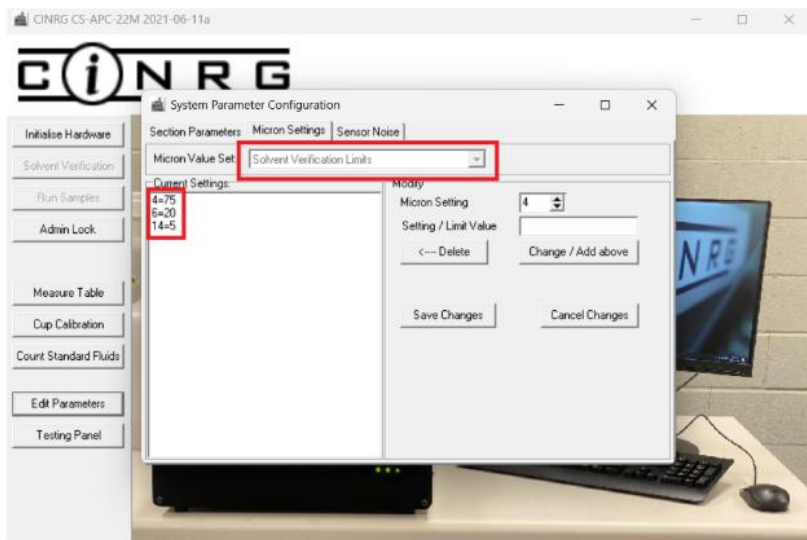 CINRG CS-APC-22M 2021-06-11a
CiNRG
System Parameter Configuration
Section Parameters Micron Settings Sensor Noise
Micron Value Set: Solvent Verification Limits
Initialise Hardware
Solvent Verification
Run Samples
Admin Lock
Measure Table
Cup Calibration
Count Standard Fluids
Edit Parameters
Testing Panel
Current Settings:
4=75
6=20
14=5
Modify
Micron Setting 4
Setting / Limit Value
<--- Delete Change / Add above
Save Changes Cancel Changes
NRG